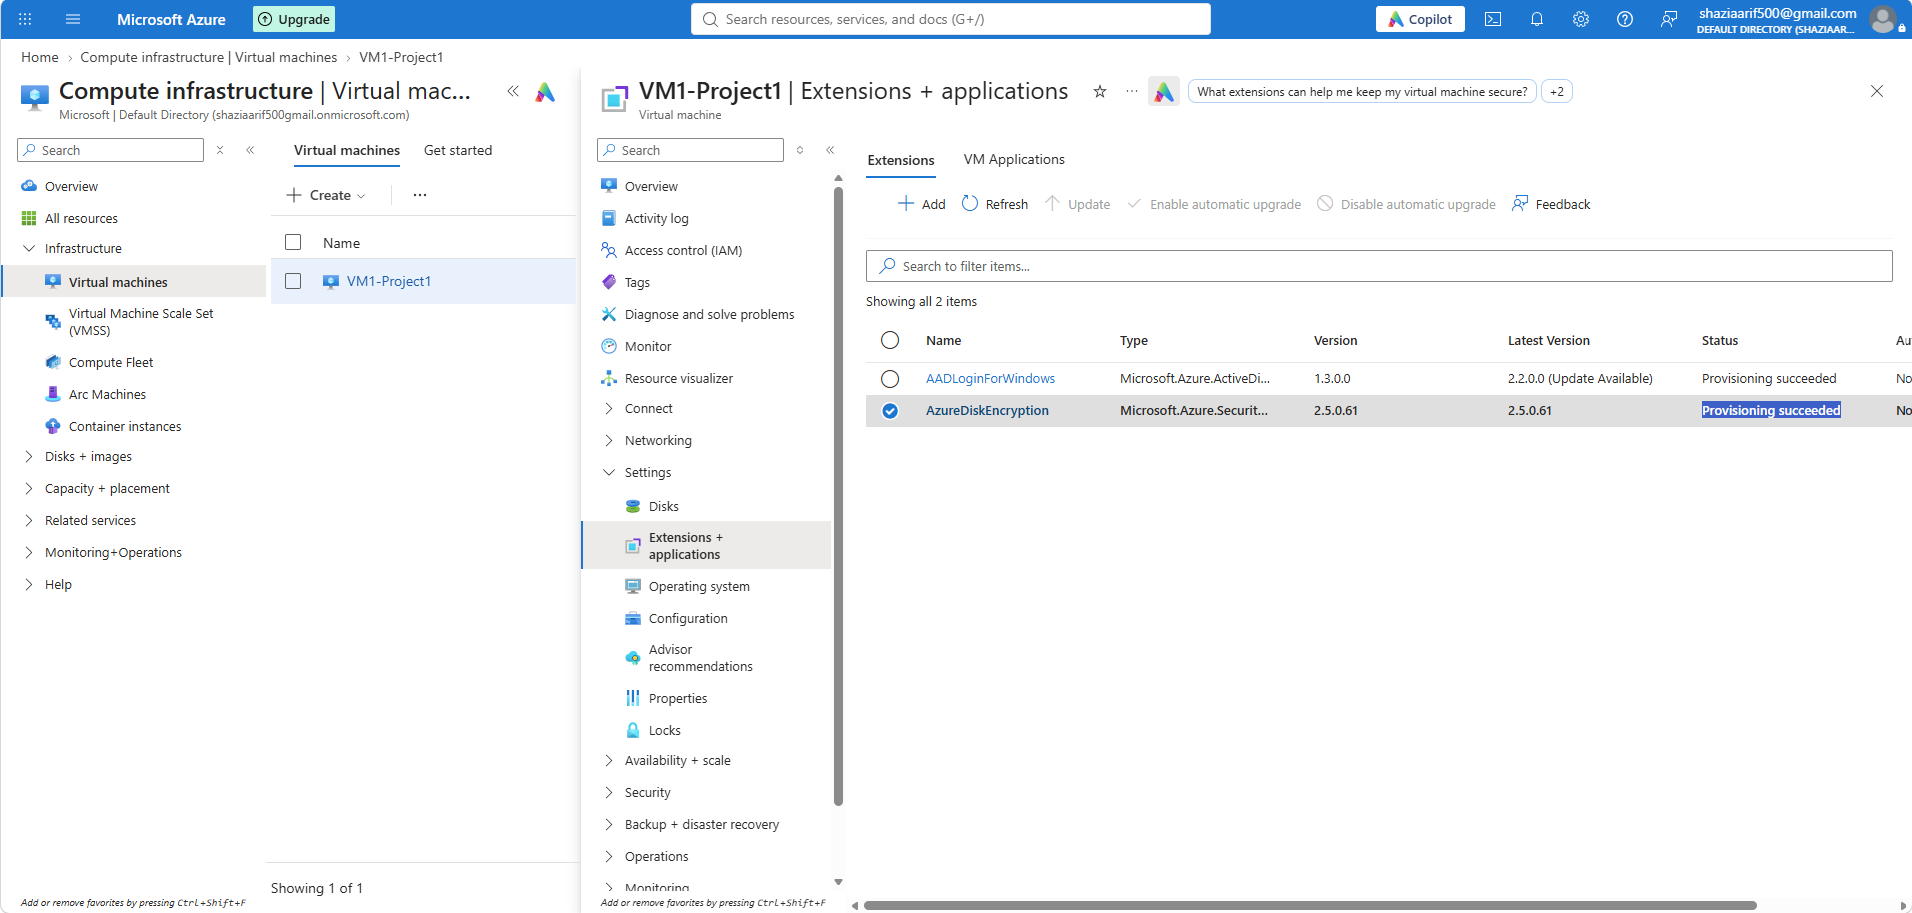 Microsoft Azure
Upgrade
Search resources, services, and docs (G+/)
Copilot
shaziaarif500@gmail.com
DEFAULT DIRECTORY (SHAZIAAR...
Home > Compute infrastructure | Virtual machines > VM1-Project1
Compute infrastructure | Virtual mac...
Microsoft | Default Directory (shaziaarif500gmail.onmicrosoft.com)
Search
Overview
All resources
Infrastructure
Virtual machines
Virtual Machine Scale Set
(VMSS)
Compute Fleet
Arc Machines
Container instances
Disks + images
Capacity + placement
Related services
Monitoring+Operations
Help
Add or remove favorites by pressing Ctrl+Shift+F
Virtual machines
Get started
Create
...
Name
VM1-Project1
Showing 1 of 1
VM1-Project1 | Extensions + applications
...
What extensions can help me keep my virtual machine secure?
+2
Virtual machine
Search
Overview
Activity log
Access control (IAM)
Tags
Diagnose and solve problems
Monitor
Resource visualizer
Connect
Networking
Settings
Disks
Extensions +
applications
Operating system
Configuration
Advisor
recommendations
Properties
Locks
Availability + scale
Security
Backup + disaster recovery
Operations
Monitoring
Add or remove favorites by pressing Ctrl+Shift+F
Extensions
VM Applications
Add
Refresh
Update
Enable automatic upgrade
Disable automatic upgrade
Feedback
Search to filter items...
Showing all 2 items
Name Type Version Latest Version Status Au
AADLoginForWindows Microsoft.Azure.ActiveDi... 1.3.0.0 2.2.0.0 (Update Available) Provisioning succeeded No
AzureDiskEncryption Microsoft.Azure.Securit... 2.5.0.61 2.5.0.61 Provisioning succeeded No